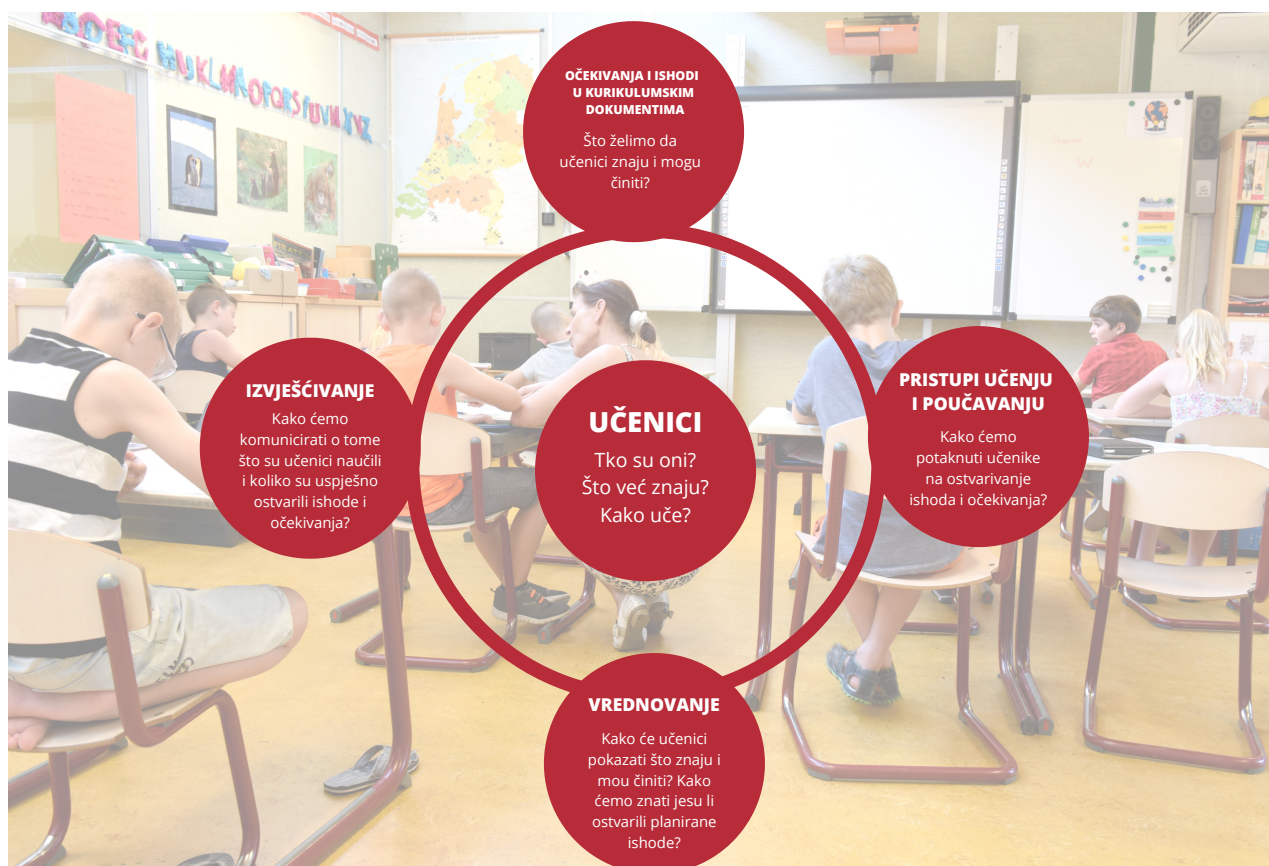 OČEKIVANJA I ISHODI
U KURIKULUMSKIM
DOKUMENTIMA
Što želimo da
učenici znaju i mogu
činiti?
IZVJEŠĆIVANJE
Kako ćemo
komunicirati o tome
što su učenici naučili
i koliko su uspješno
ostvarili ishode i
očekivanja?
UČENICI
Tko su oni?
Što već znaju?
Kako uče?
PRISTUPI UČENJU
I POUČAVANJU
Kako ćemo
potaknuti učenike
na ostvarivanje
ishoda i očekivanja?
VREDNOVANJE
Kako će učenici
pokazati što znaju i
mou činiti? Kako
ćemo znati jesu li
ostvarili planirane
ishode?